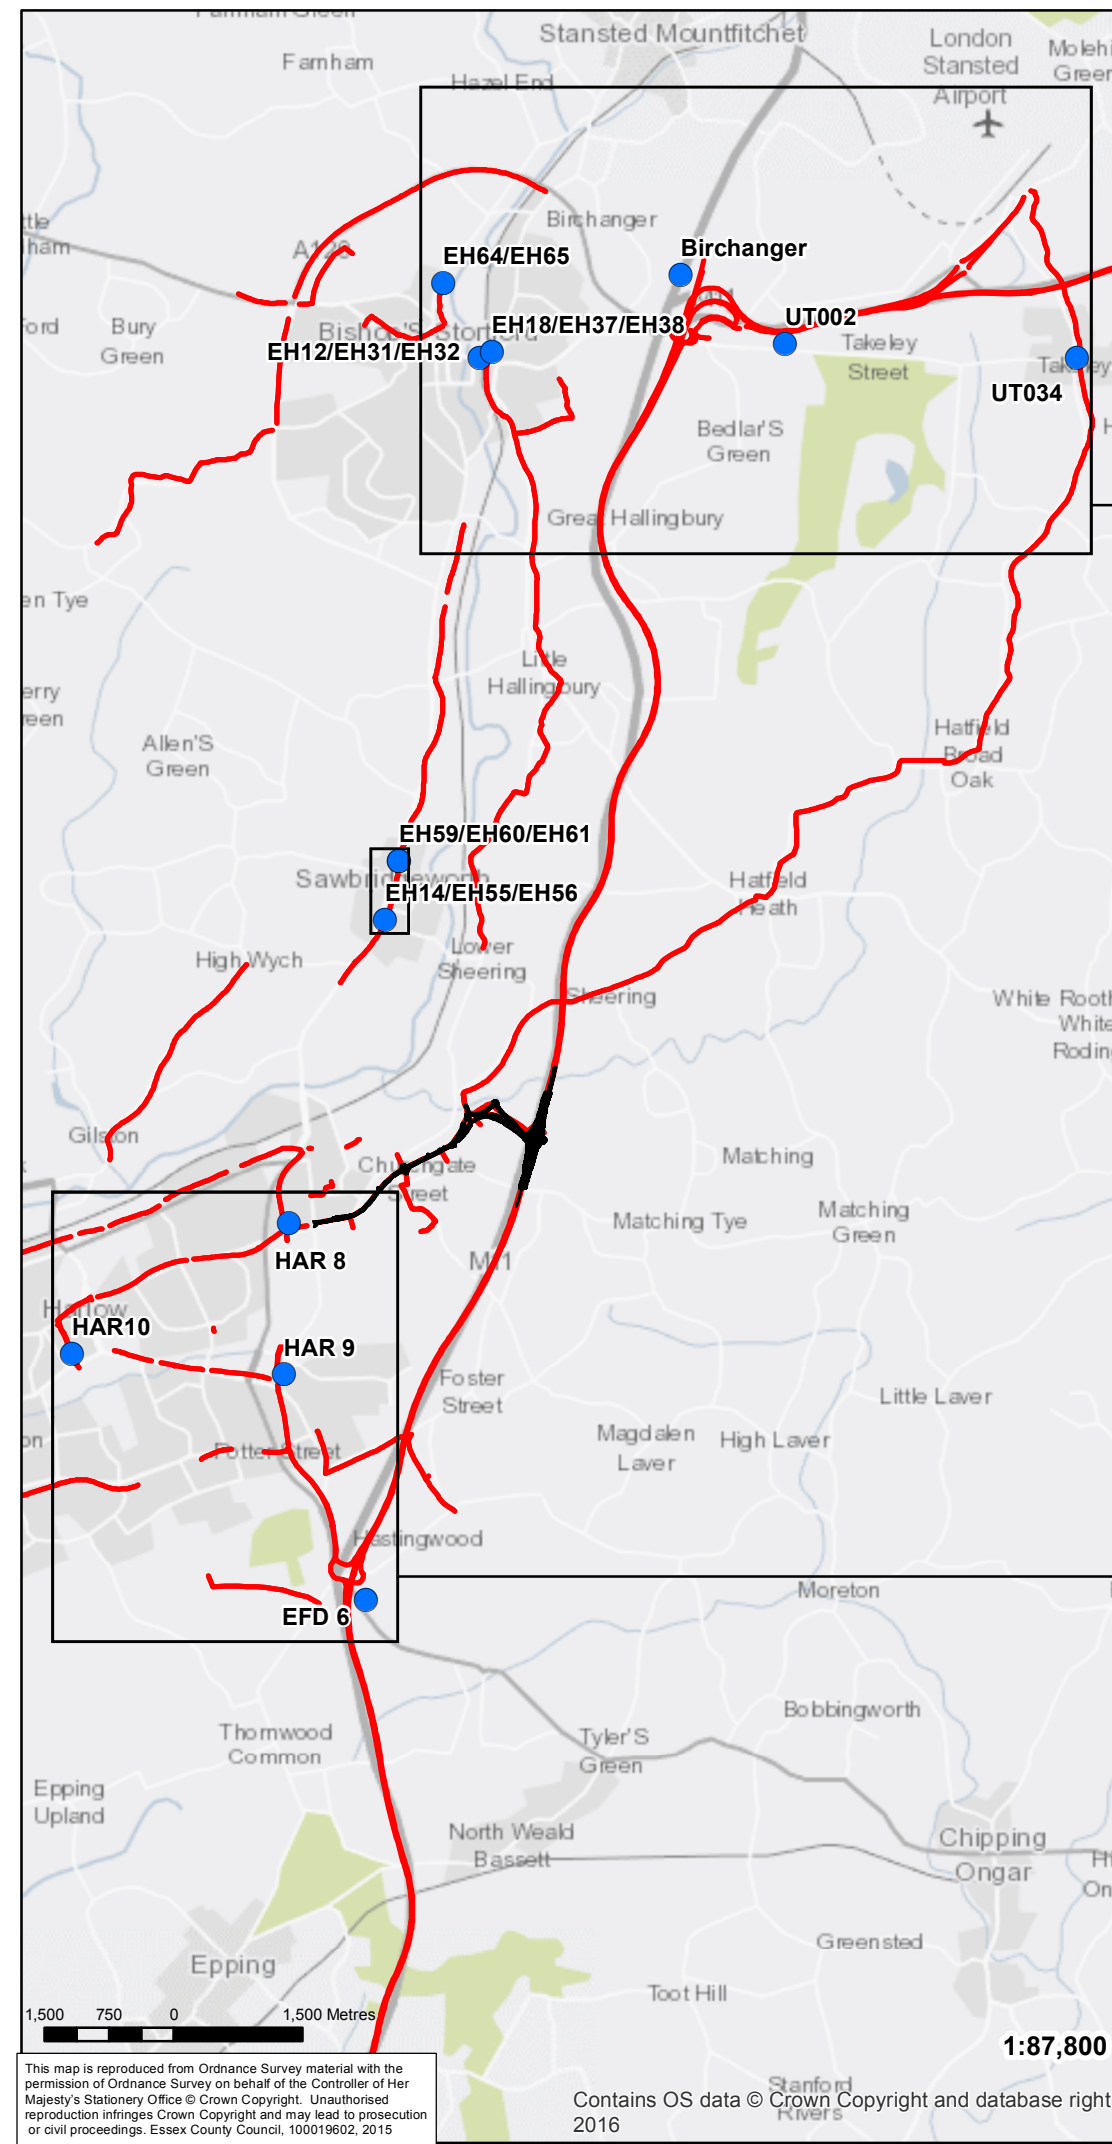 Stansted Mountfitchet
London
Stansted
Airport
Farnham
Hazel End
Birchanger
Birchanger
EH64/EH65
Bury
Green
EH18/EH37/EH38
EH12/EH31/EH32
UT002
Takeley
Street
UT034
Bedlar'S
Green
Great Hallingbury
Little
Hallingbury
Allen'S
Green
Hatfield
Broad
Oak
EH59/EH60/EH61
Sawbridgeworth
EH14/EH55/EH56
Hatfield
Heath
High Wych
Lower
Sheering
Sheering
White
Gilston
Churchgate
Street
Matching
Matching Tye
Matching
Green
HAR 8
M11
Harlow
HAR10
HAR 9
Foster
Street
Little Laver
Potter Street
Magdalen
Laver
High Laver
Hastingwood
EFD 6
Moreton
Bobbingworth
Thornwood
Common
Tyler'S
Green
Epping
Upland
North Weald
Bassett
Chipping
Ongar
Greensted
Epping
Toot Hill
1,500 750 0 1,500 Metres
1:87,800
This map is reproduced from Ordnance Survey material with the
permission of Ordnance Survey on behalf of the Controller of Her
Majesty's Stationery Office © Crown Copyright. Unauthorised
reproduction infringes Crown Copyright and may lead to prosecution
or civil proceedings. Essex County Council, 100019602, 2015
Stanford
Rivers
Contains OS data © Crown Copyright and database right
2016